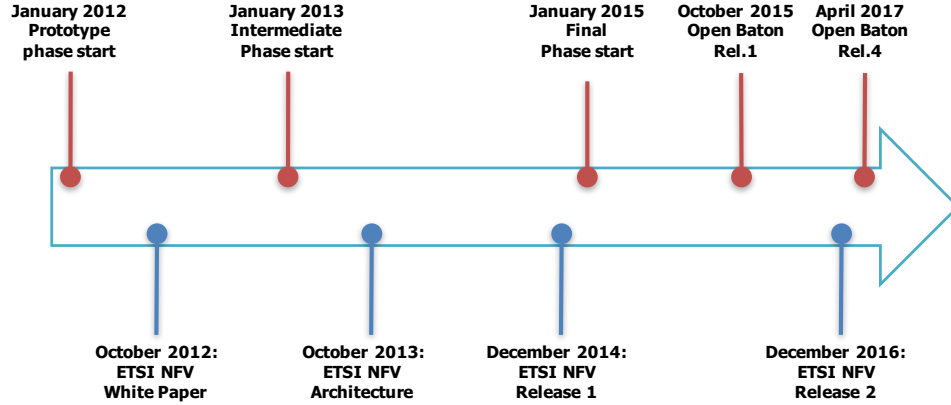 January 2012
Prototype
phase start
January 2013
Intermediate
Phase start
January 2015
Final
Phase start
October 2015
Open Baton
Rel.1
April 2017
Open Baton
Rel.4
October 2012:
ETSI NFV
White Paper
October 2013:
ETSI NFV
Architecture
December 2014:
ETSI NFV
Release 1
December 2016:
ETSI NFV
Release 2